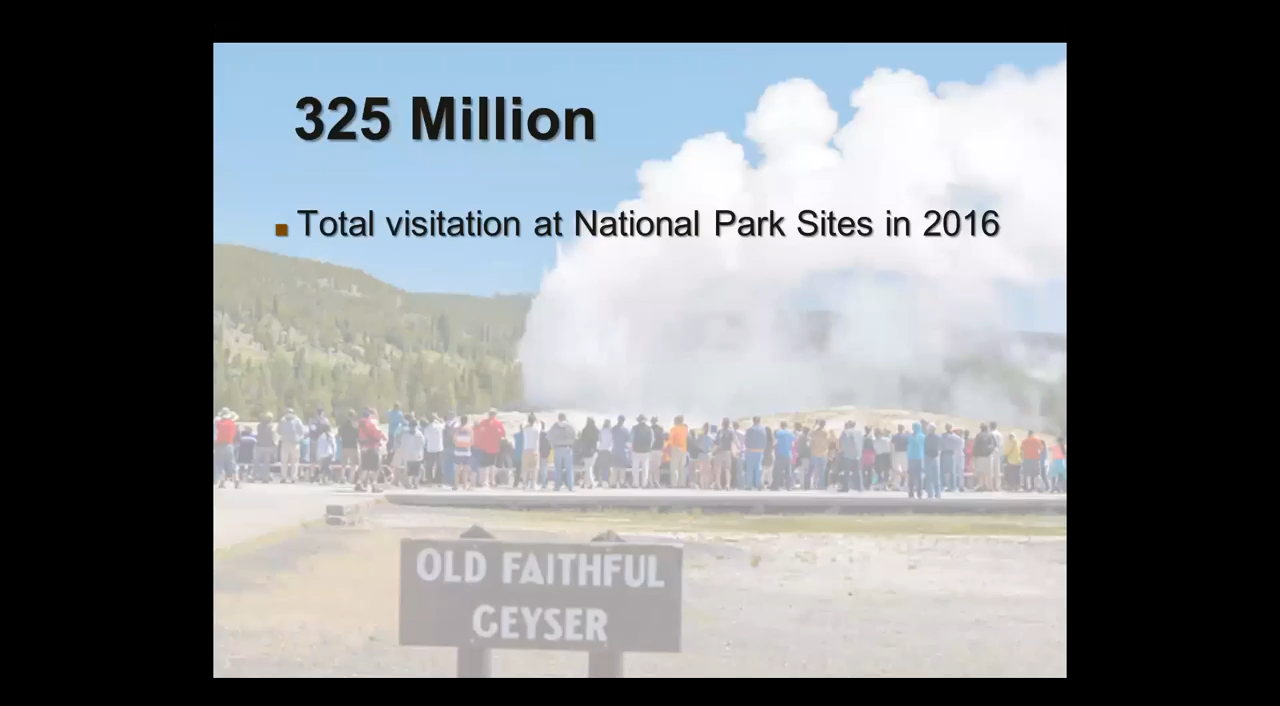 325 Million
Total visitation at National Park Sites in 2016
OLD FAITHFUL
GEYSER